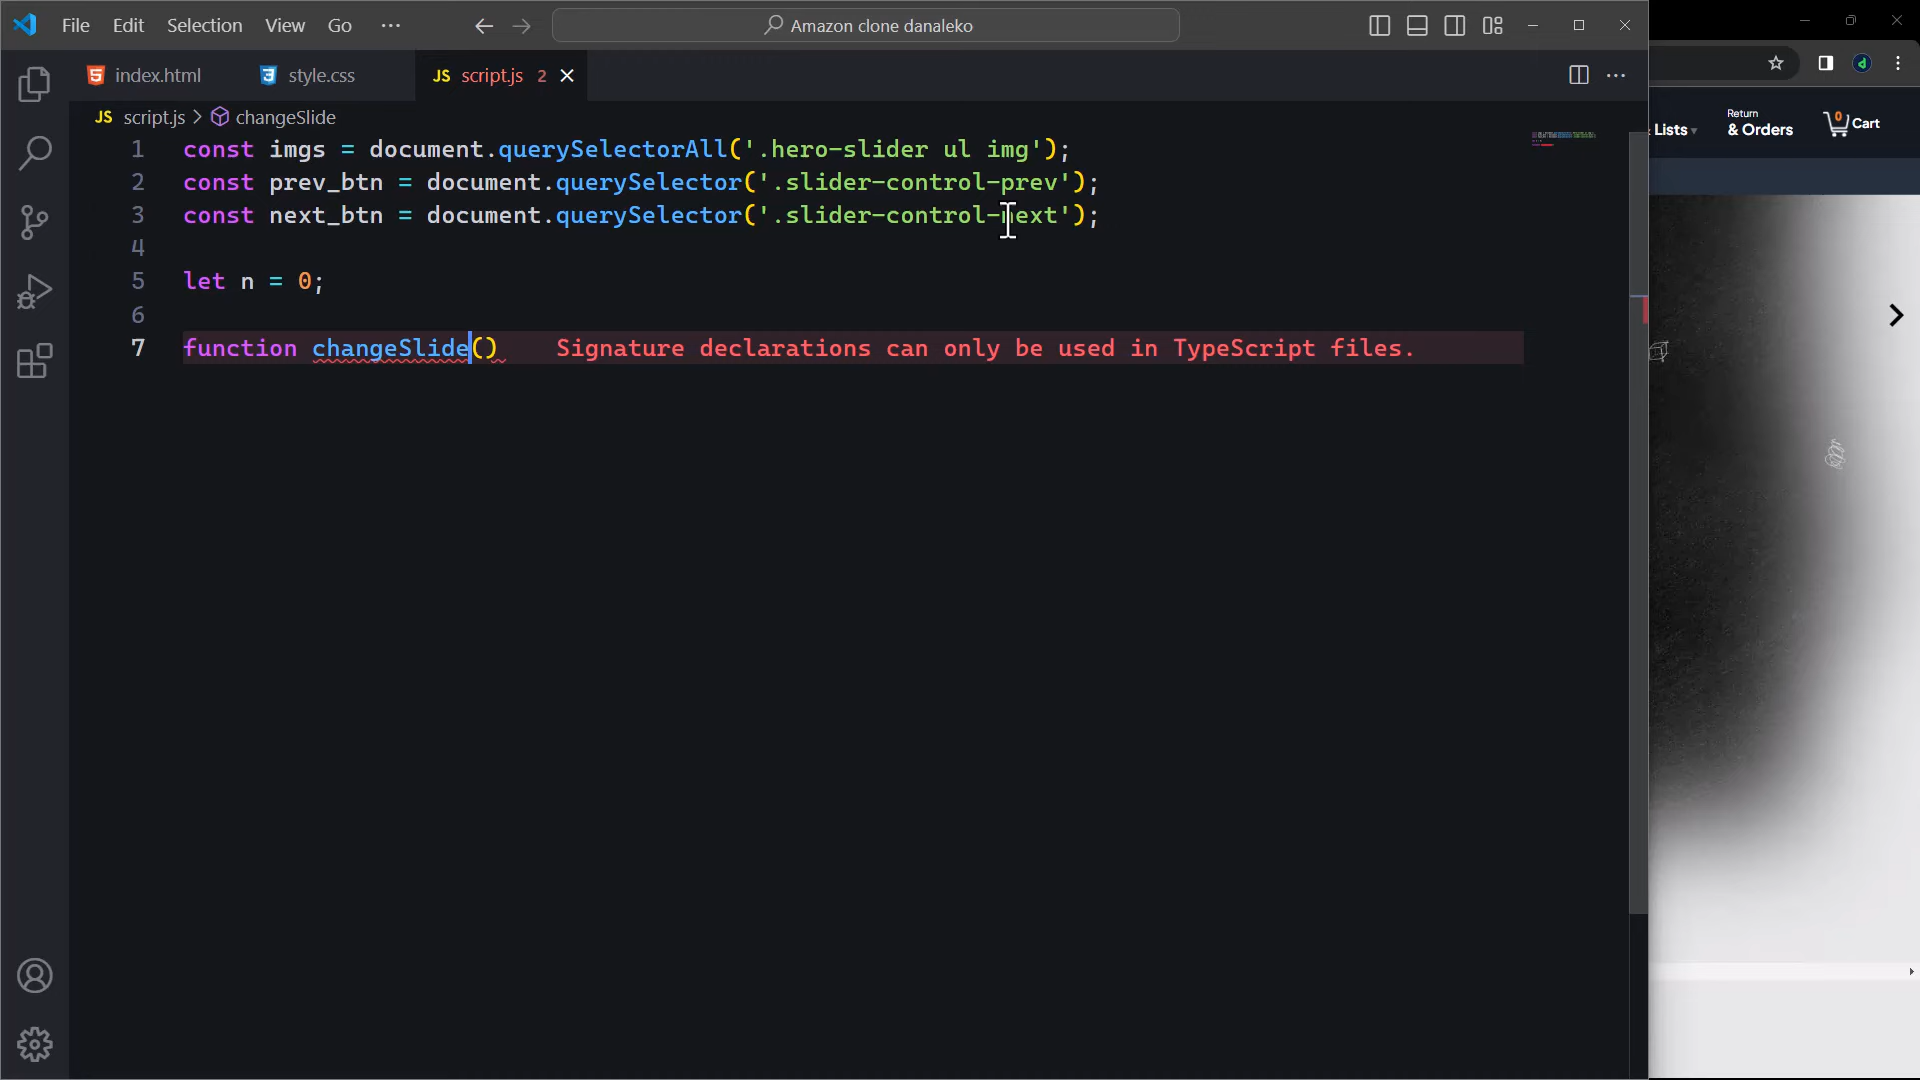 File Edit Selection View Go ··· Amazon clone danaleko
index.html style.css JS script.js 2
JS script.js > changeSlide
1 const imgs = document.querySelectorAll('.hero-slider ul img');
2 const prev_btn = document.querySelector('.slider-control-prev');
3 const next_btn = document.querySelector('.slider-control-next');
4
5 let n = 0;
6
7 function changeSlide() Signature declarations can only be used in TypeScript files.
d
Return
Lists & Orders 0 Cart